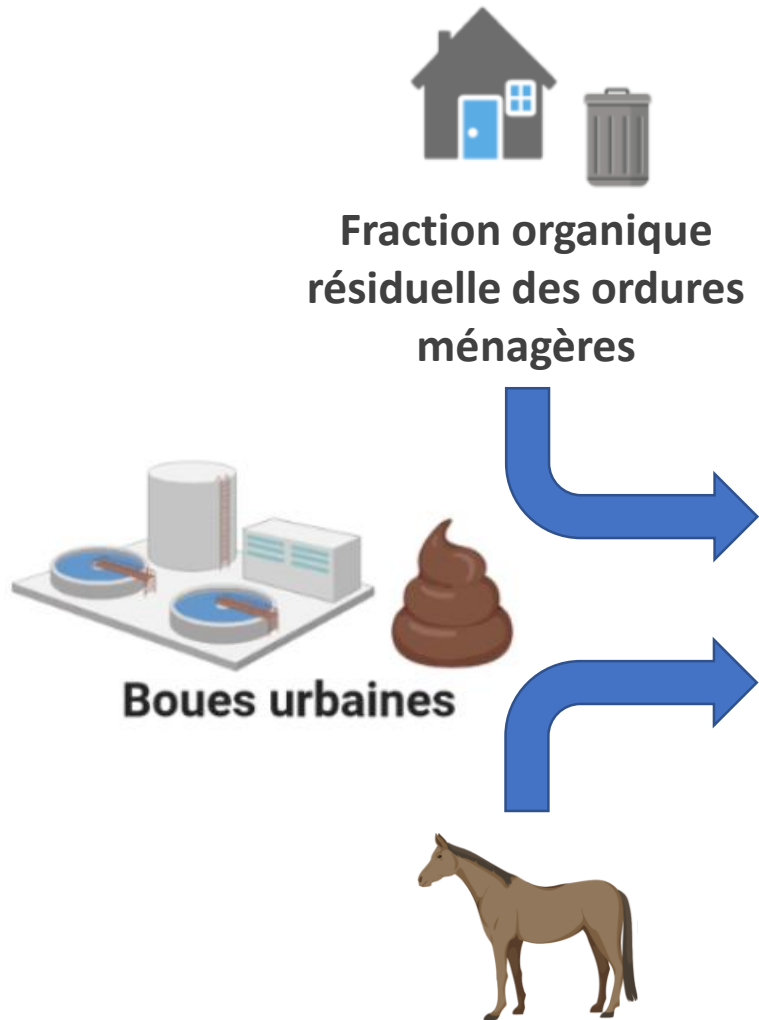 Fraction organique
résiduelle des ordures
ménagères
Boues urbaines